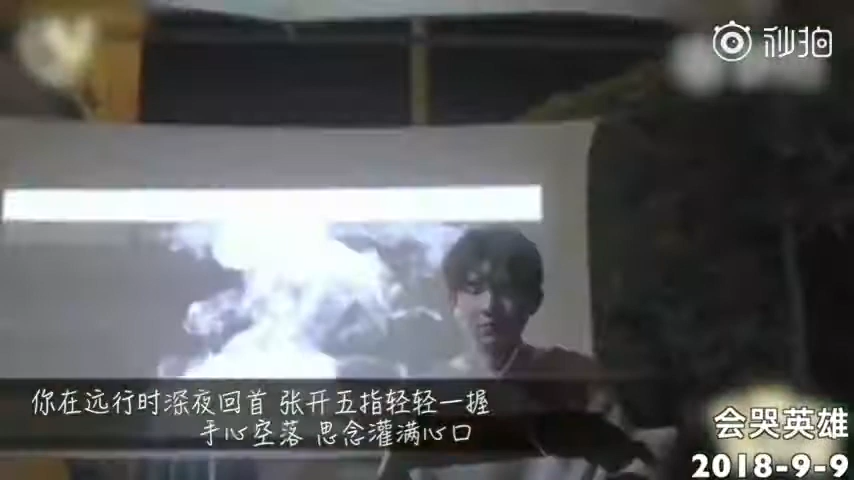 秒拍
你在远行时深夜回首 张开五指轻轻一握
手心空落 思念灌满心口
会哭英雄
2018-9-9